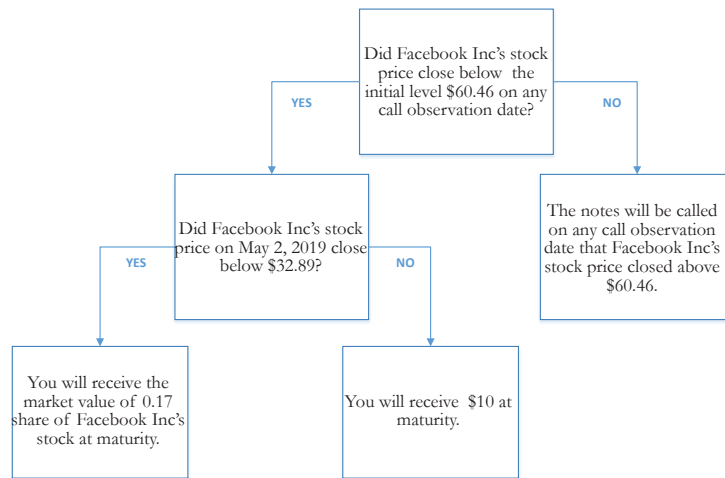 Did Facebook Inc's stock
price close below the
initial level $60.46 on any
call observation date?
YES
NO
Did Facebook Inc's stock
price on May 2, 2019 close
below $32.89?
The notes will be called
on any call observation
date that Facebook Inc's
stock price closed above
$60.46.
YES
NO
You will receive the
market value of 0.17
share of Facebook Inc's
stock at maturity.
You will receive $10 at
maturity.